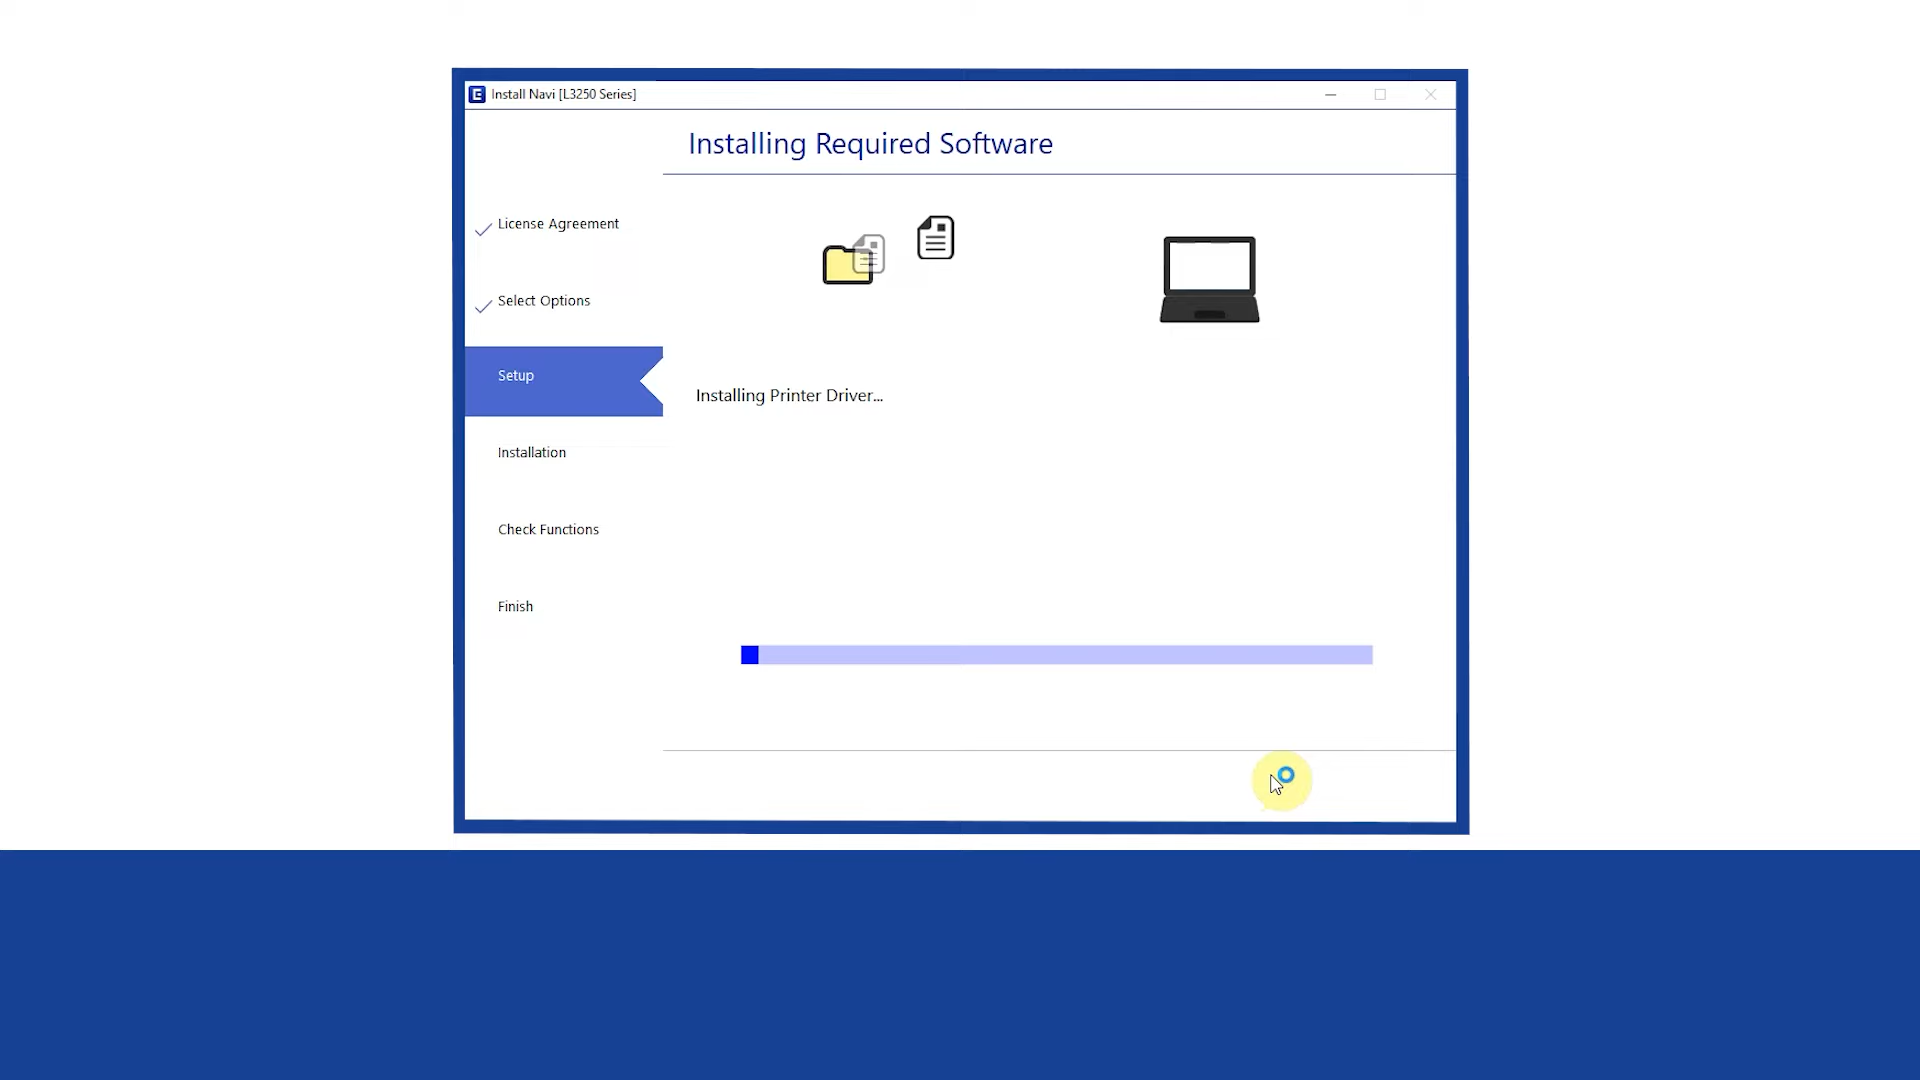 Install Navi [L3250 Series]
Installing Required Software
License Agreement
Select Options
Setup
Installing Printer Driver...
Installation
Check Functions
Finish